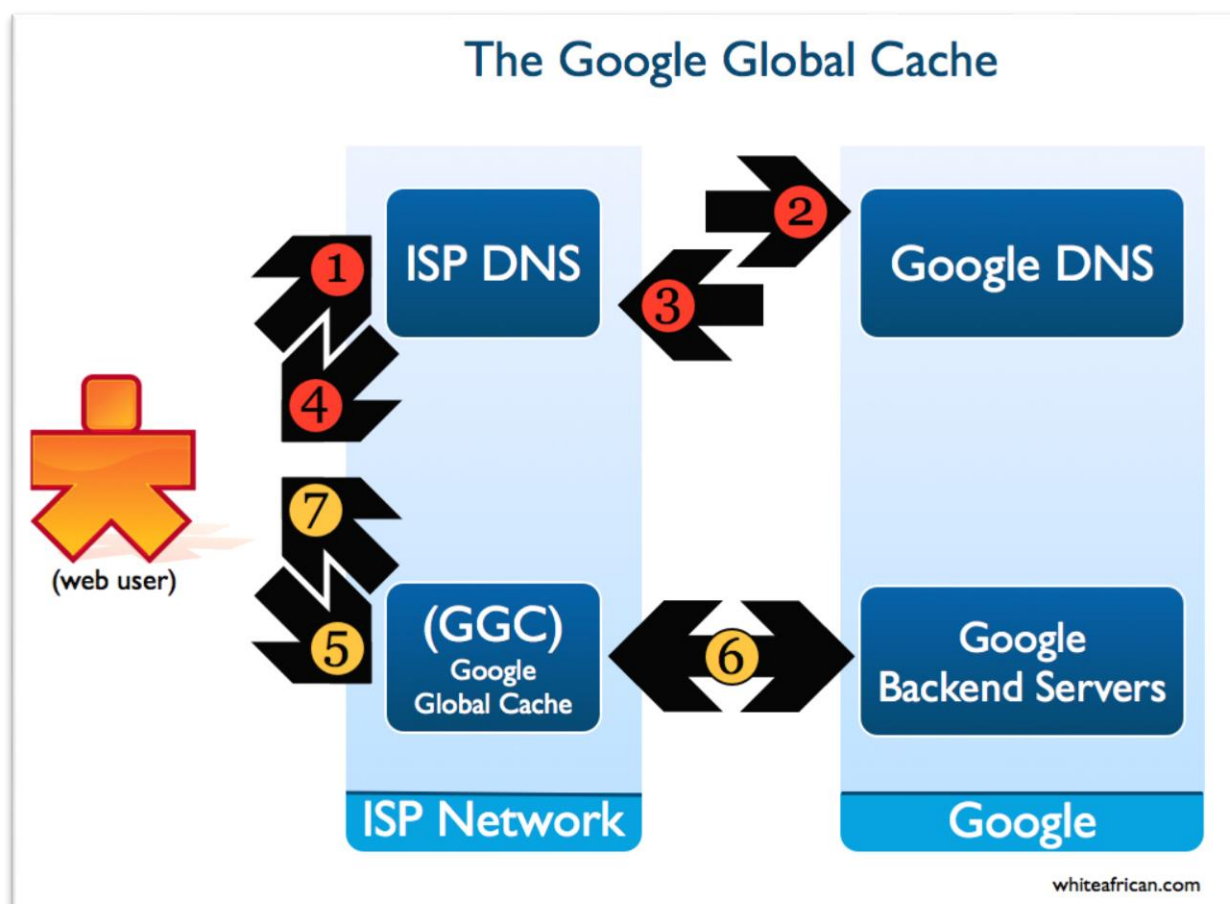 The Google Global Cache
1
ISP DNS
2
3
Google DNS
4
(web user)
7
5
(GGC)
Google
Global Cache
6
Google
Backend Servers
ISP Network
Google
whiteafrican.com